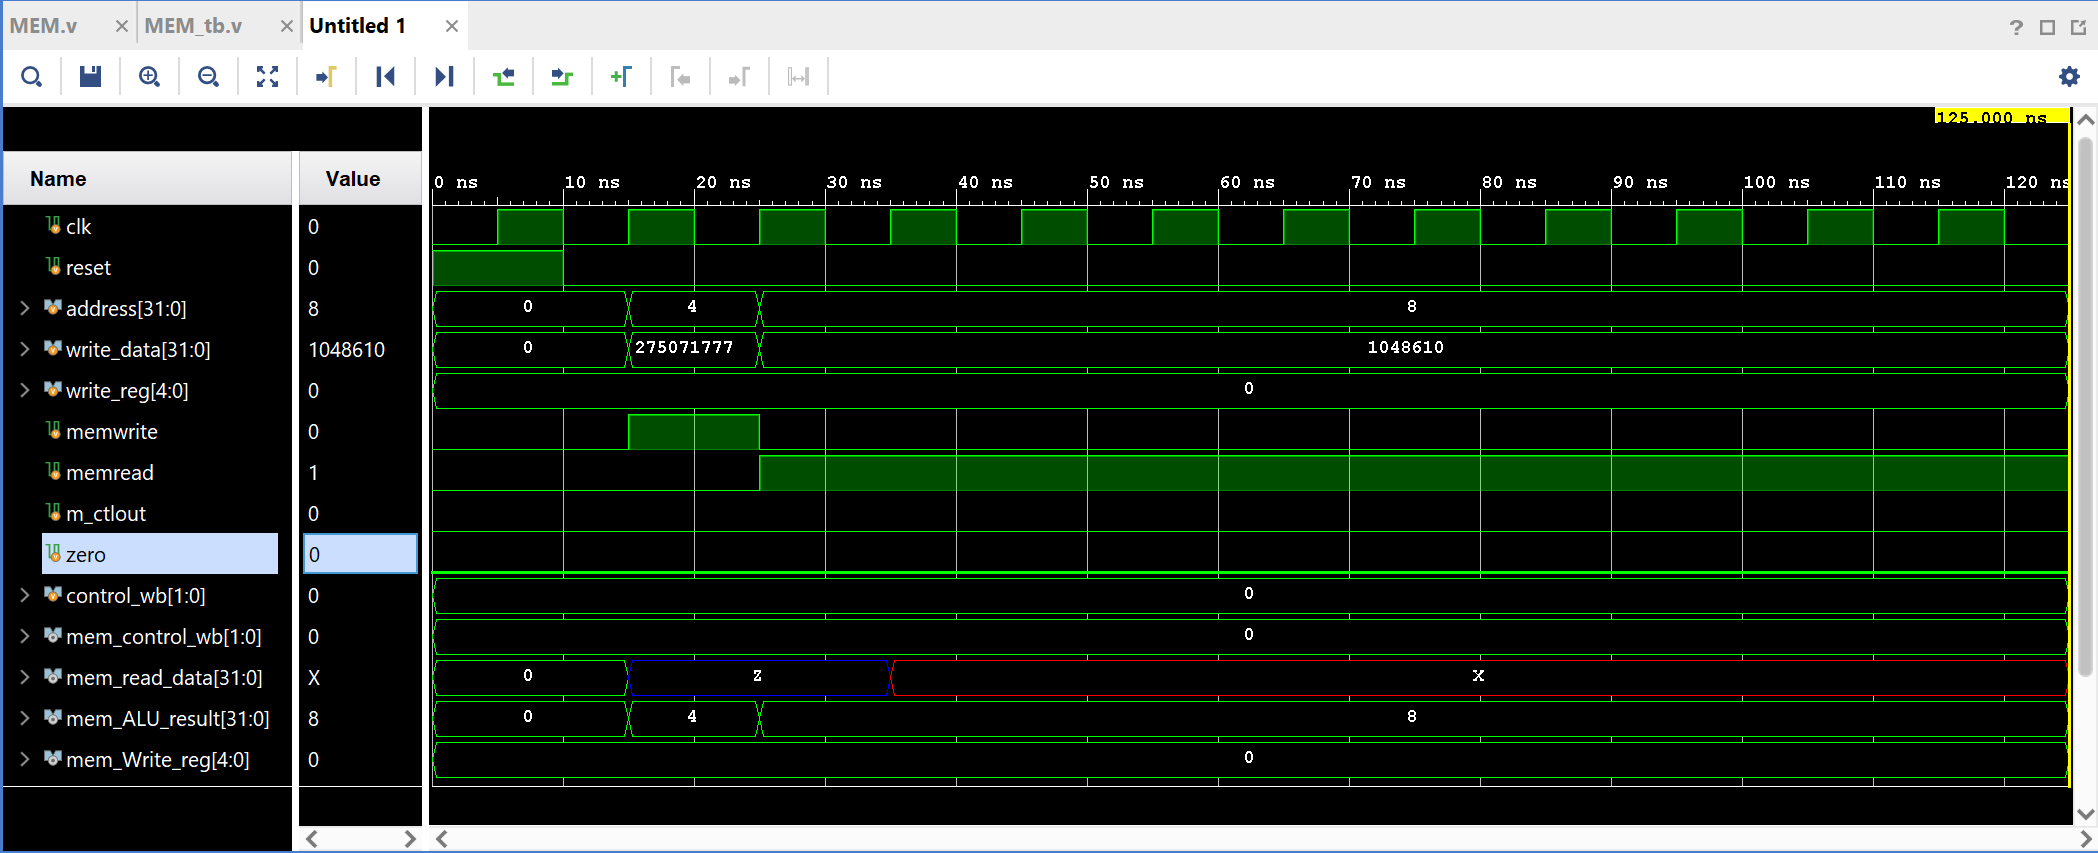 MEM.v × MEM_tb.v × Untitled 1 ×
?
125.000 ns
Name Value
0 ns 10 ns 20 ns 30 ns 40 ns 50 ns 60 ns 70 ns 80 ns 90 ns 100 ns 110 ns 120 ns
clk 0
reset 0
address[31:0] 8 0 4 8
write_data[31:0] 1048610 0 275071777 1048610
write_reg[4:0] 0 0
memwrite 0
memread 1
m_ctlout 0
zero 0
control_wb[1:0] 0 0
mem_control_wb[1:0] 0 0
mem_read_data[31:0] X 0 Z X
mem_ALU_result[31:0] 8 0 4 8
mem_Write_reg[4:0] 0 0